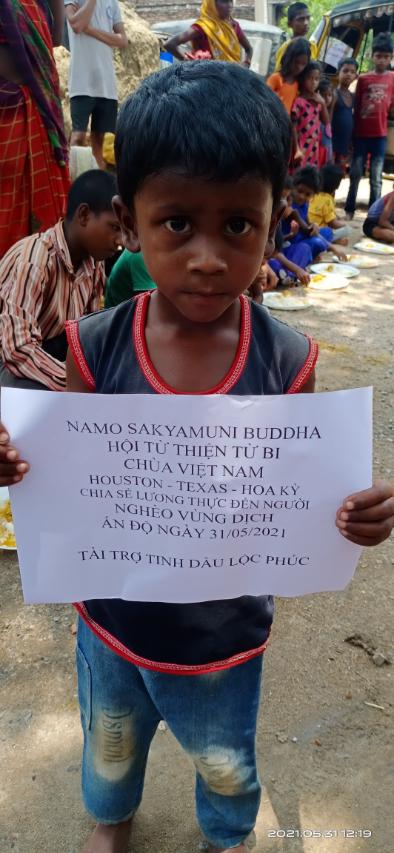 NAMO SAKYAMUNI BUDDHA
HỘI TỪ THIỆN TỪ BI
CHÙA VIỆT NAM
HOUSTON - TEXAS - HOA KỲ
CHIA SẺ LƯƠNG THỰC ĐẾN NGƯỜI
NGHÈO VÙNG DỊCH
ẤN ĐỘ NGÀY 31/05/2021
TÀI TRỢ TINH DẦU LỘC PHÚC
2021.05.31 12:19